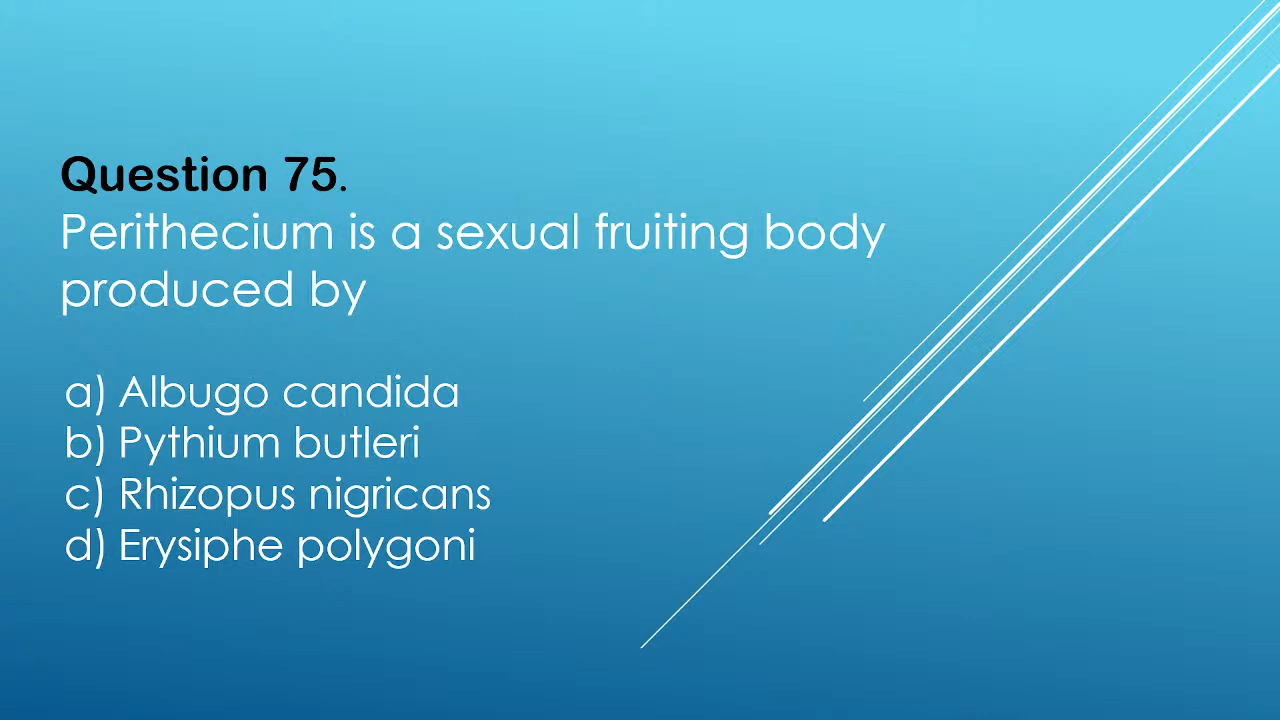 Question 75.
Perithecium is a sexual fruiting body
produced by
a) Albugo candida
b) Pythium butleri
c) Rhizopus nigricans
d) Erysiphe polygoni